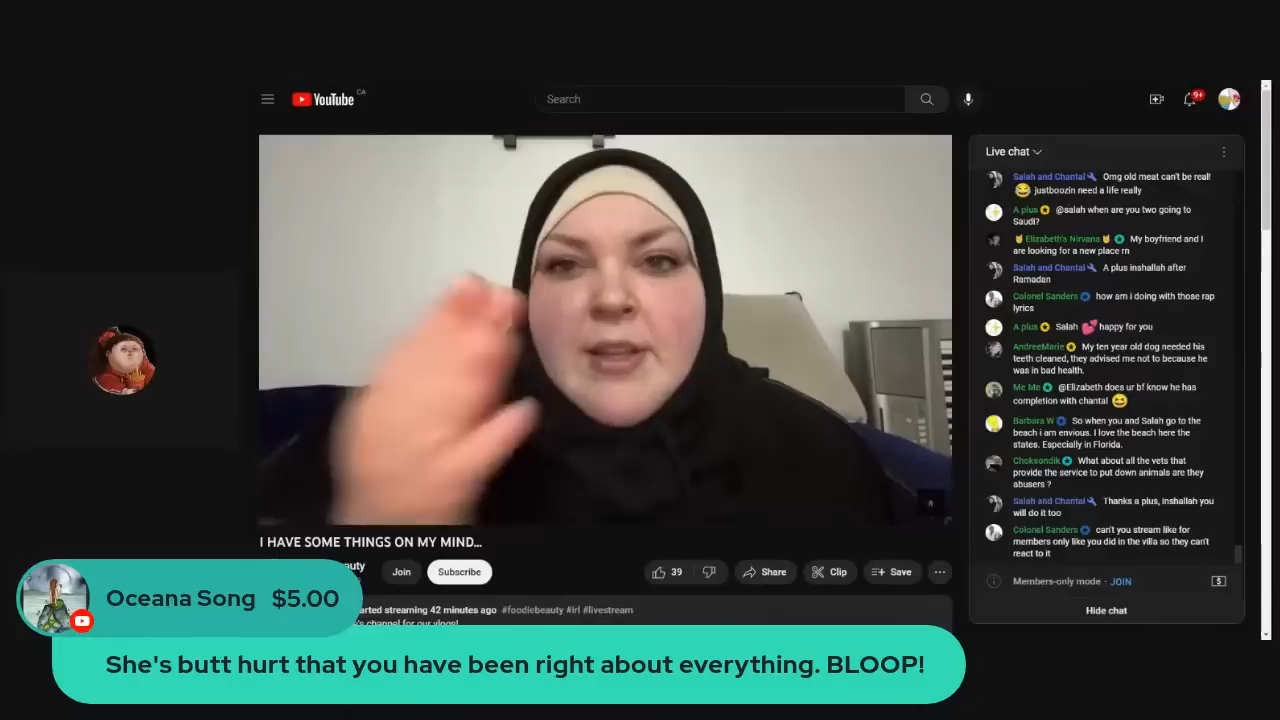 YouTube CA
Search
9+
Live chat
Salah and Chantal Omg old meat can't be real!
justboozin need a life really
A plus @salah when are you two going to
Saudi?
Elizabeth's Nirvana My boyfriend and I
are looking for a new place rn
Salah and Chantal A plus inshallah after
Ramadan
Colonel Sanders how am i doing with those rap
lyrics
A plus Salah 💕 happy for you
AndreeMarie My ten year old dog needed his
teeth cleaned, they advised me not to because he
was in bad health.
Me Me @Elizabeth does ur bf know he has
completion with chantal 😆
Barbara W So when you and Salah go to the
beach i am envious. I love the beach here the
states. Especially in Florida.
Choksondik What about all the vets that
provide the service to put down animals are they
abusers ?
Salah and Chantal Thanks a plus, inshallah you
will do it too
Colonel Sanders can't you stream like for
members only like you did in the villa so they can't
react to it
Members-only mode · JOIN
Hide chat
I HAVE SOME THINGS ON MY MIND...
auty
Join
Subscribe
39
Share
Clip
Save
arted streaming 42 minutes ago #foodiebeauty #irl #livestream
's channel for our vlogs!
Oceana Song $5.00
She's butt hurt that you have been right about everything. BLOOP!